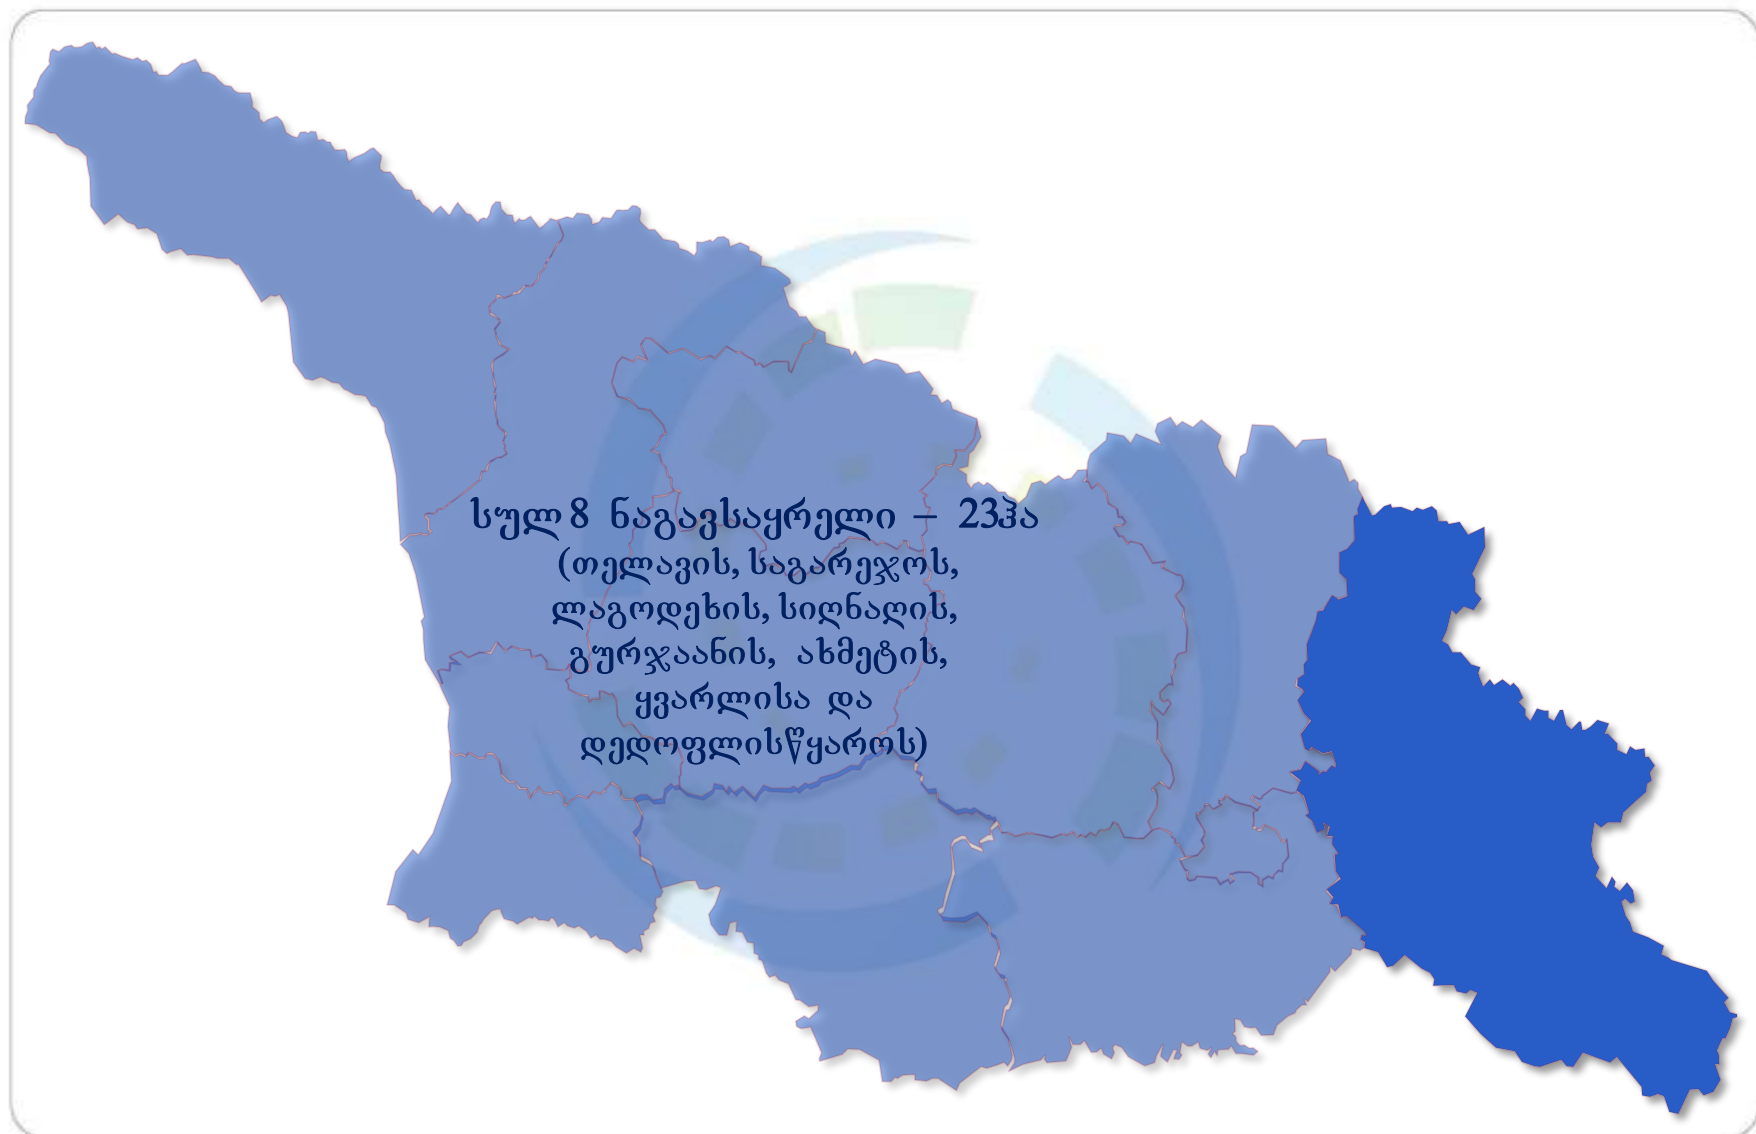 სულ 8 ნაგავსაყრელი – 23ჰა
(თელავის, საგარეჯოს,
ლაგოდეხის, სიღნაღის,
გურჯაანის, ახმეტის,
ყვარლისა და
დედოფლისწყაროს)